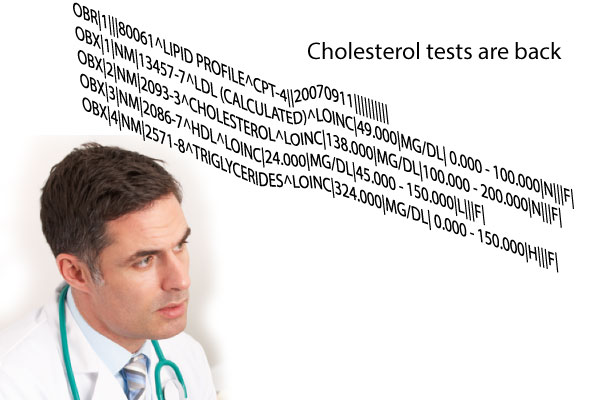 OBR|1|||80061^LIPID PROFILE^CPT-4||20070911||||||||||
Cholesterol tests are back
OBX|1|NM|13457-7^LDL (CALCULATED)^LOINC|49.000|MG/DL| 0.000 - 100.000|N|||F|
OBX|2|NM|2093-3^CHOLESTEROL^LOINC|138.000|MG/DL|100.000 - 200.000|N|||F|
OBX|3|NM|2086-7^HDL^LOINC|24.000|MG/DL|45.000 - 150.000|L|||F|
OBX|4|NM|2571-8^TRIGLYCERIDES^LOINC|324.000|MG/DL| 0.000 - 150.000|H|||F|